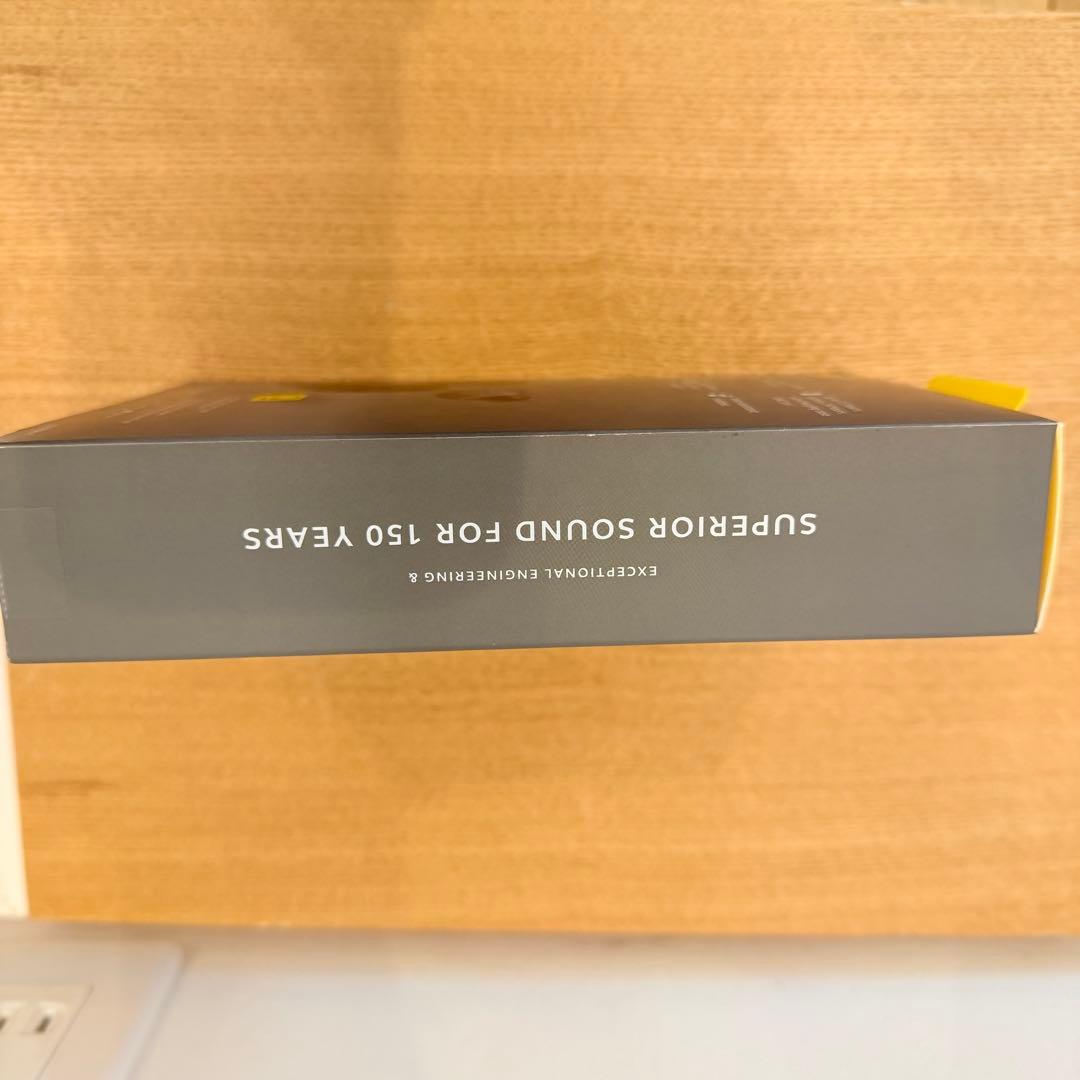 EXCEPTIONAL ENGINEERING &
SUPERIOR SOUND FOR 150 YEARS